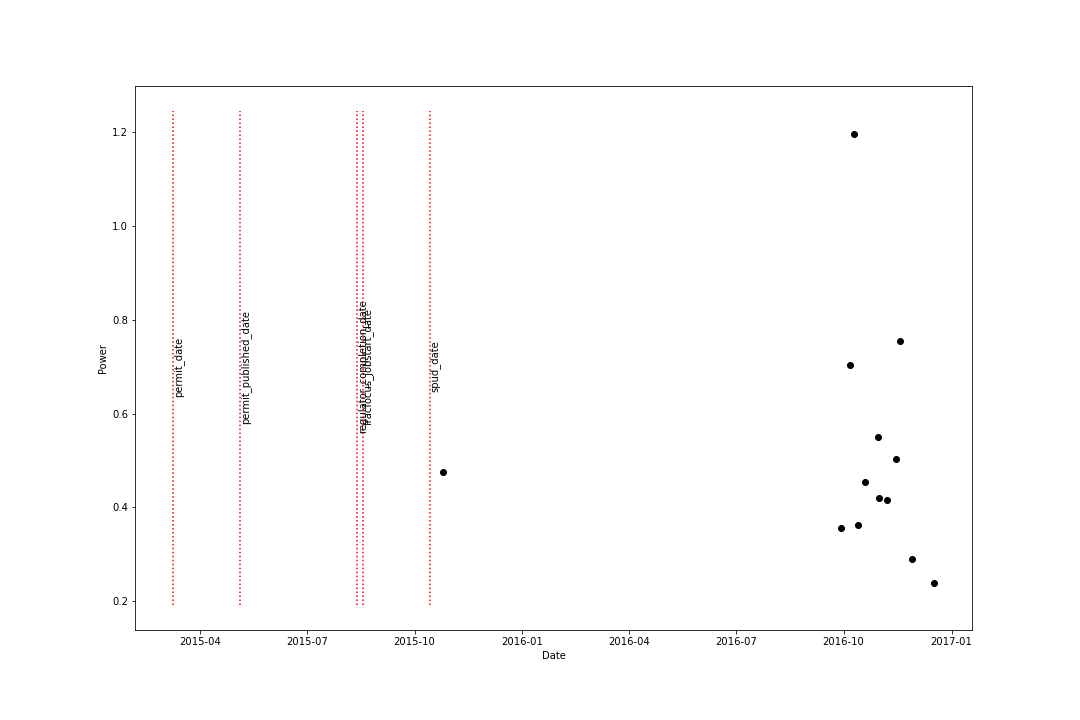 1.2
1.0
0.8
0.6
0.4
0.2
Power
permit_date
permit_published_date
regulator_completion_date
fracfocus_jobstart_date
spud_date
2015-04
2015-07
2015-10
2016-01
2016-04
2016-07
2016-10
2017-01
Date